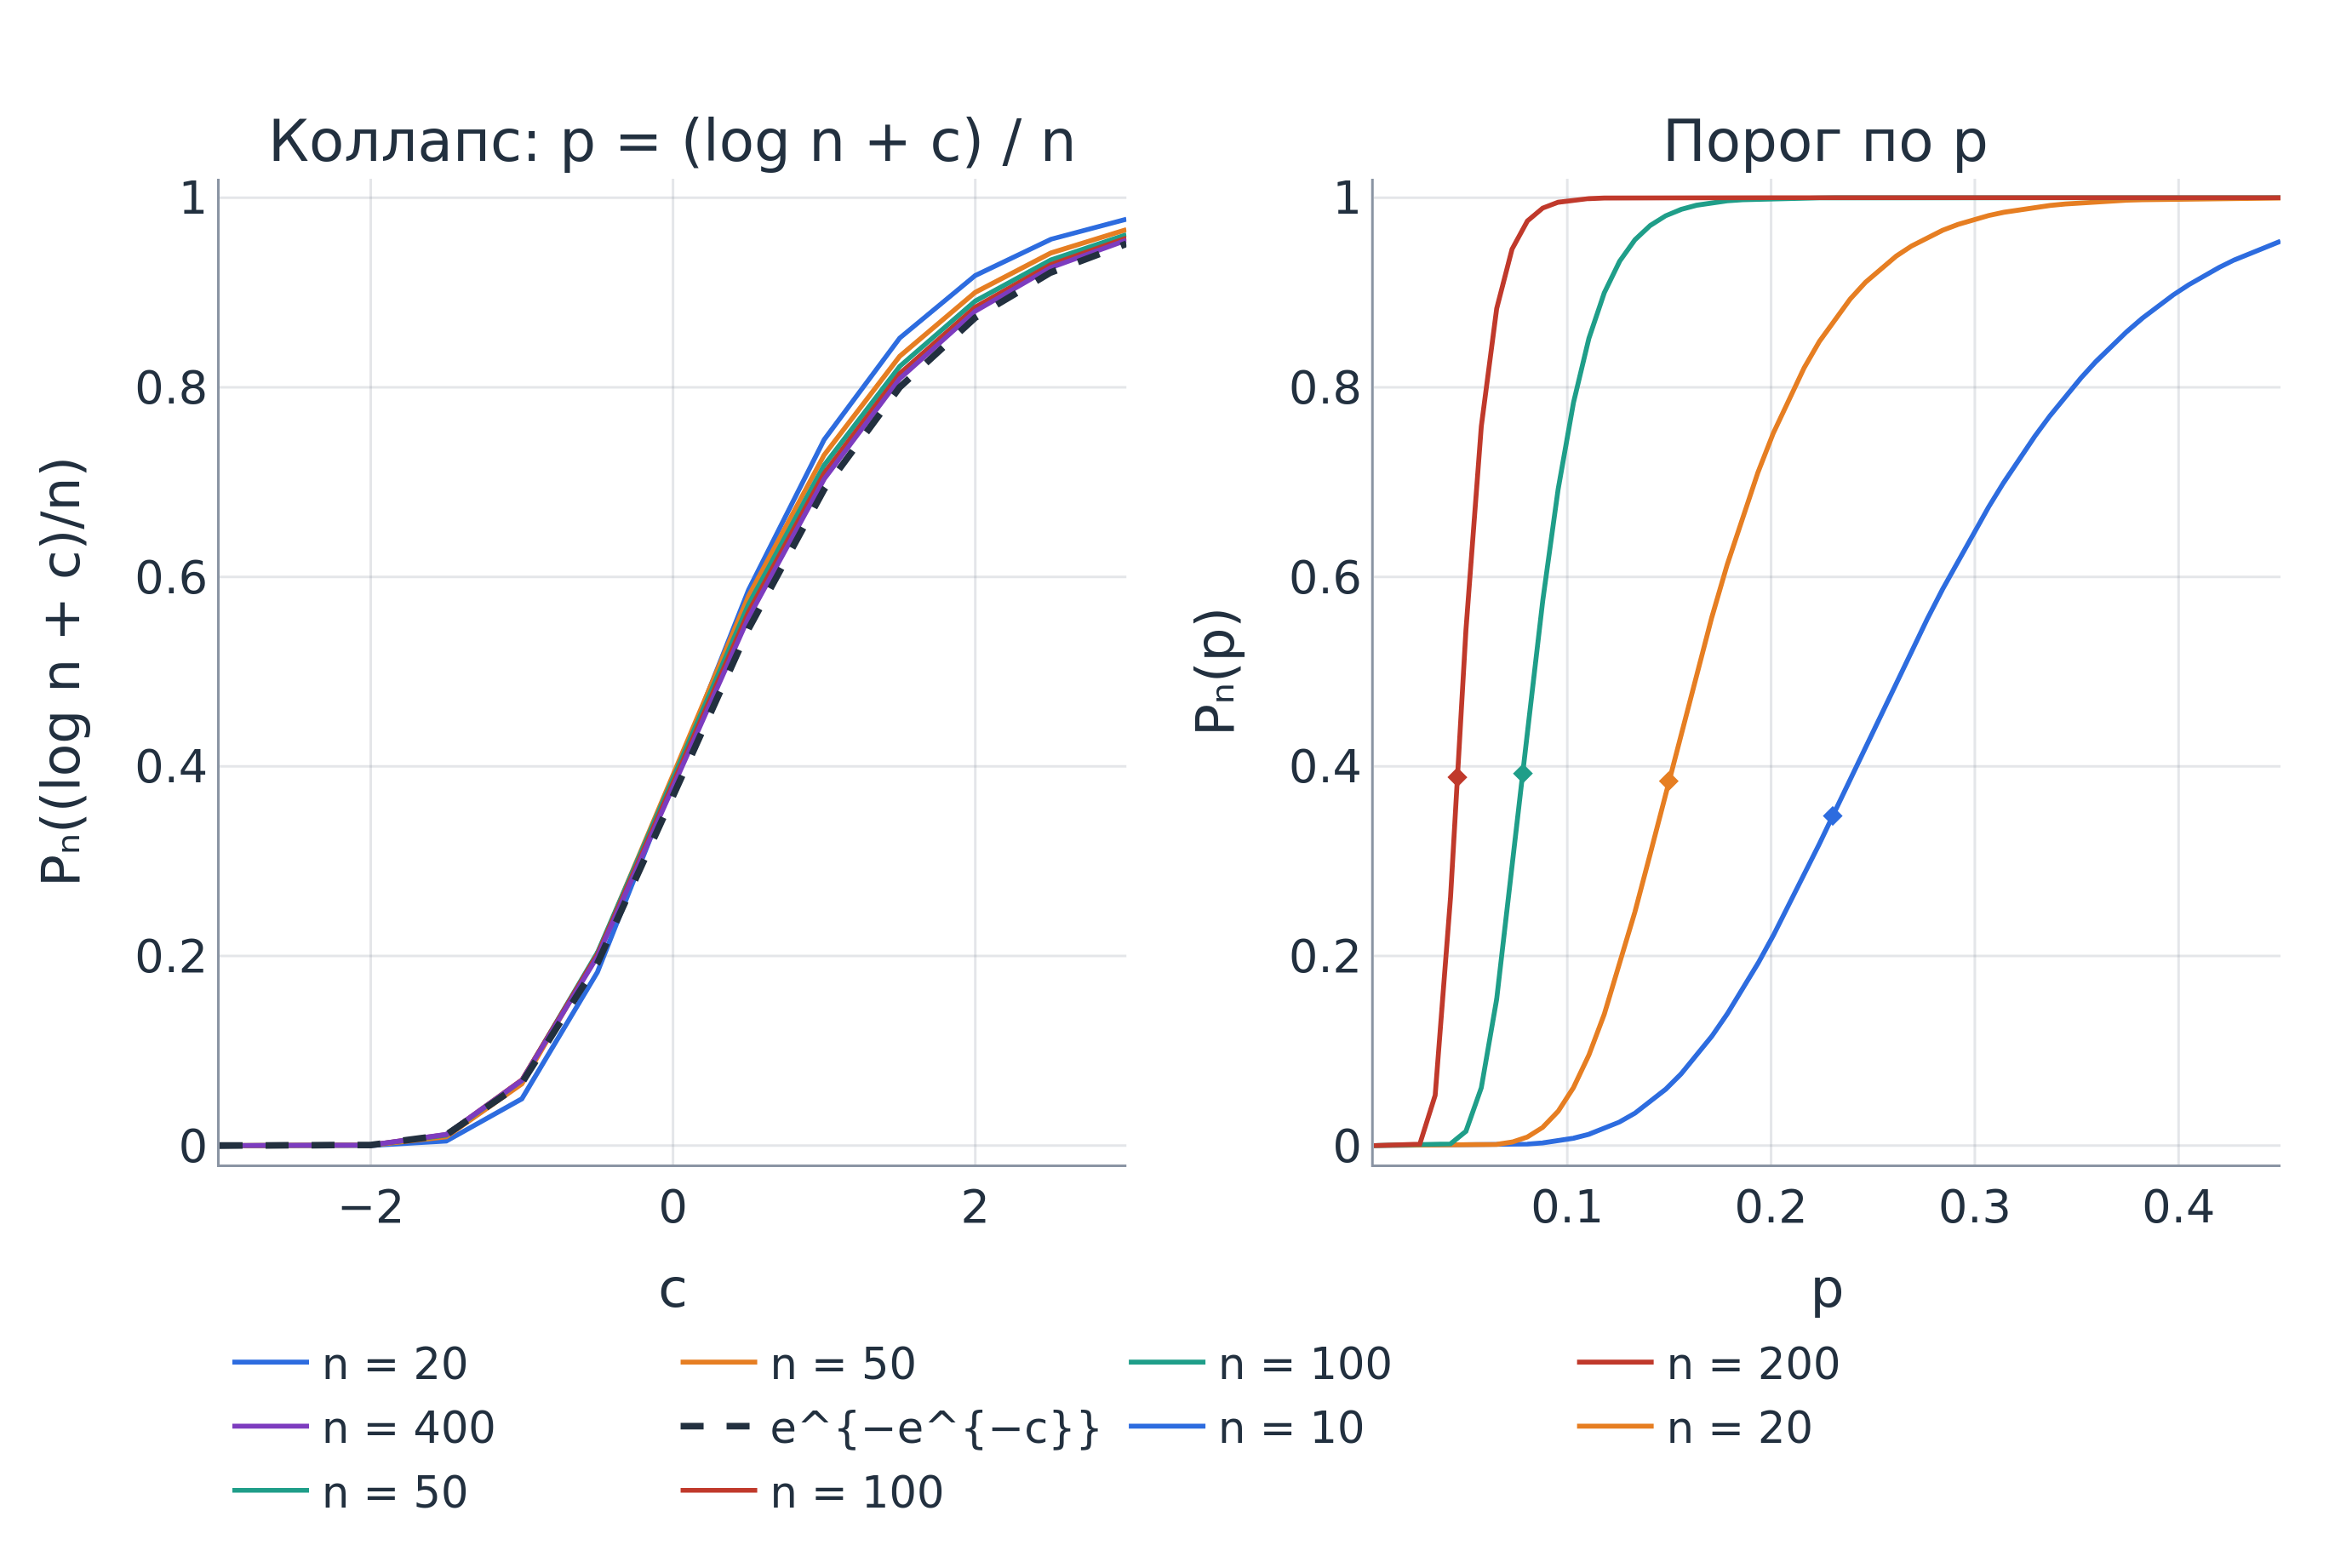 Коллапс: p = (log n + c) / n
Pₙ((log n + c)/n)
1
0.8
0.6
0.4
0.2
0
−2
0
2
c
Порог по p
Pₙ(p)
1
0.8
0.6
0.4
0.2
0
0.1
0.2
0.3
0.4
p
n = 20
n = 50
n = 100
n = 200
n = 400
e^{−e^{−c}}
n = 10
n = 20
n = 50
n = 100